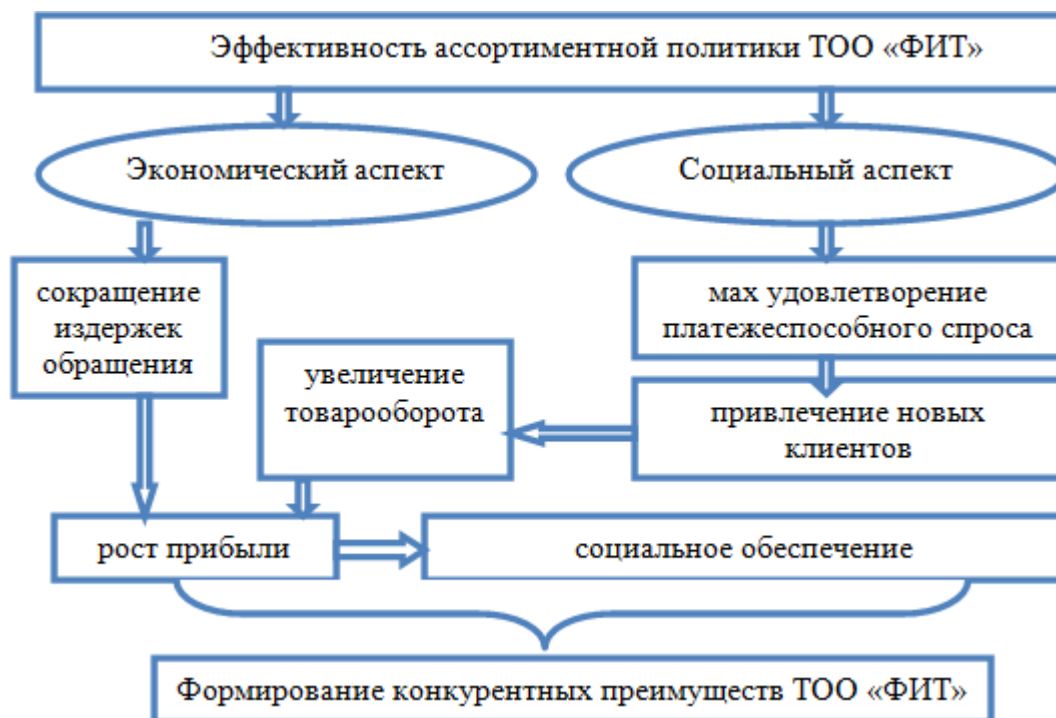 Эффективность ассортиментной политики ТОО «ФИТ»
Экономический аспект
Социальный аспект
сокращение
издержек
обращения
мах удовлетворение
платежеспособного спроса
увеличение
товарооборота
привлечение новых
клиентов
рост прибыли
социальное обеспечение
Формирование конкурентных преимуществ ТОО «ФИТ»